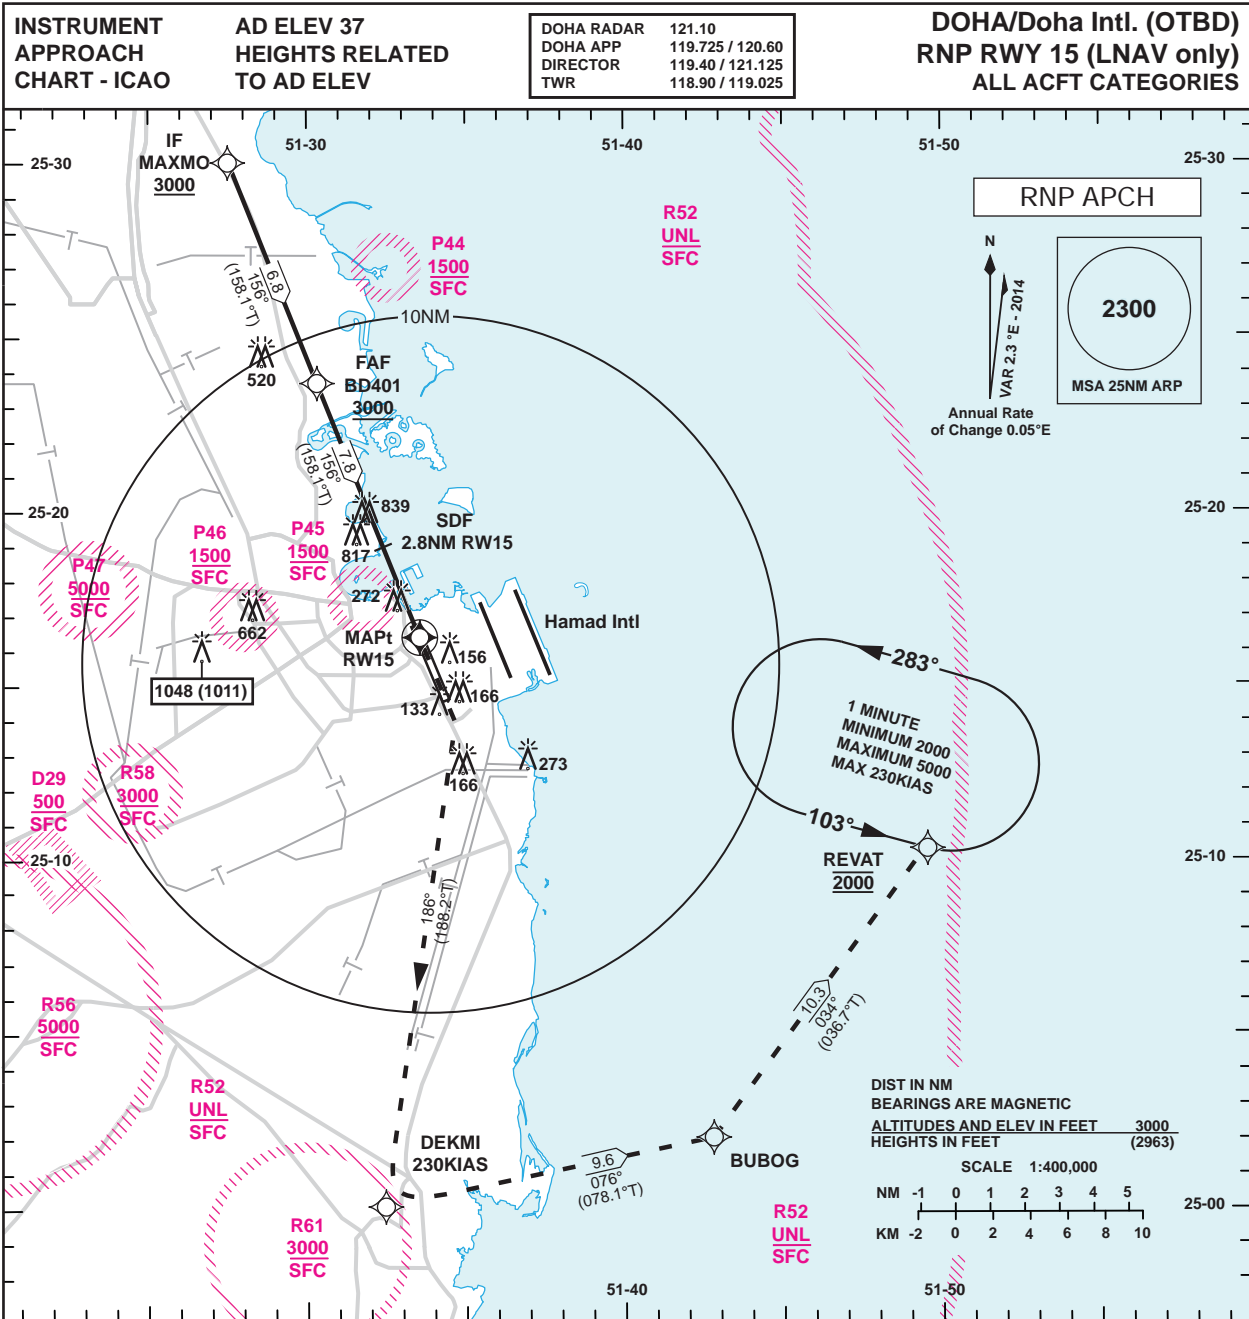 INSTRUMENT
APPROACH
CHART - ICAO
AD ELEV 37
HEIGHTS RELATED
TO AD ELEV
DOHA RADAR 121.10
DOHA APP 119.725 / 120.60
DIRECTOR 119.40 / 121.125
TWR 118.90 / 119.025
DOHA/Doha Intl. (OTBD)
RNP RWY 15 (LNAV only)
ALL ACFT CATEGORIES
51-30
51-40
51-50
25-30
25-30
IF
MAXMO
3000
RNP APCH
R52
UNL
SFC
P44
1500
SFC
N
VAR 2.3 °E - 2014
Annual Rate
of Change 0.05°E
2300
MSA 25NM ARP
6.8
156°
(158.1°T)
10NM
520
FAF
BD401
3000
7.8
156°
(158.1°T)
25-20
25-20
839
SDF
2.8NM RW15
817
P46
1500
SFC
P45
1500
SFC
P47
5000
SFC
272
662
Hamad Intl
MAPt
RW15
156
1048 (1011)
166
133
283°
1 MINUTE
MINIMUM 2000
MAXIMUM 5000
MAX 230KIAS
103°
273
166
D29
500
SFC
R58
3000
SFC
25-10
25-10
REVAT
2000
186°
(188.2°T)
R56
5000
SFC
10.3
034°
(036.7°T)
R52
UNL
SFC
DIST IN NM
BEARINGS ARE MAGNETIC
ALTITUDES AND ELEV IN FEET 3000
HEIGHTS IN FEET (2963)
SCALE 1:400,000
NM -1 0 1 2 3 4 5
KM -2 0 2 4 6 8 10
DEKMI
230KIAS
BUBOG
9.6
076°
(078.1°T)
R61
3000
SFC
R52
UNL
SFC
25-00
51-40
51-50